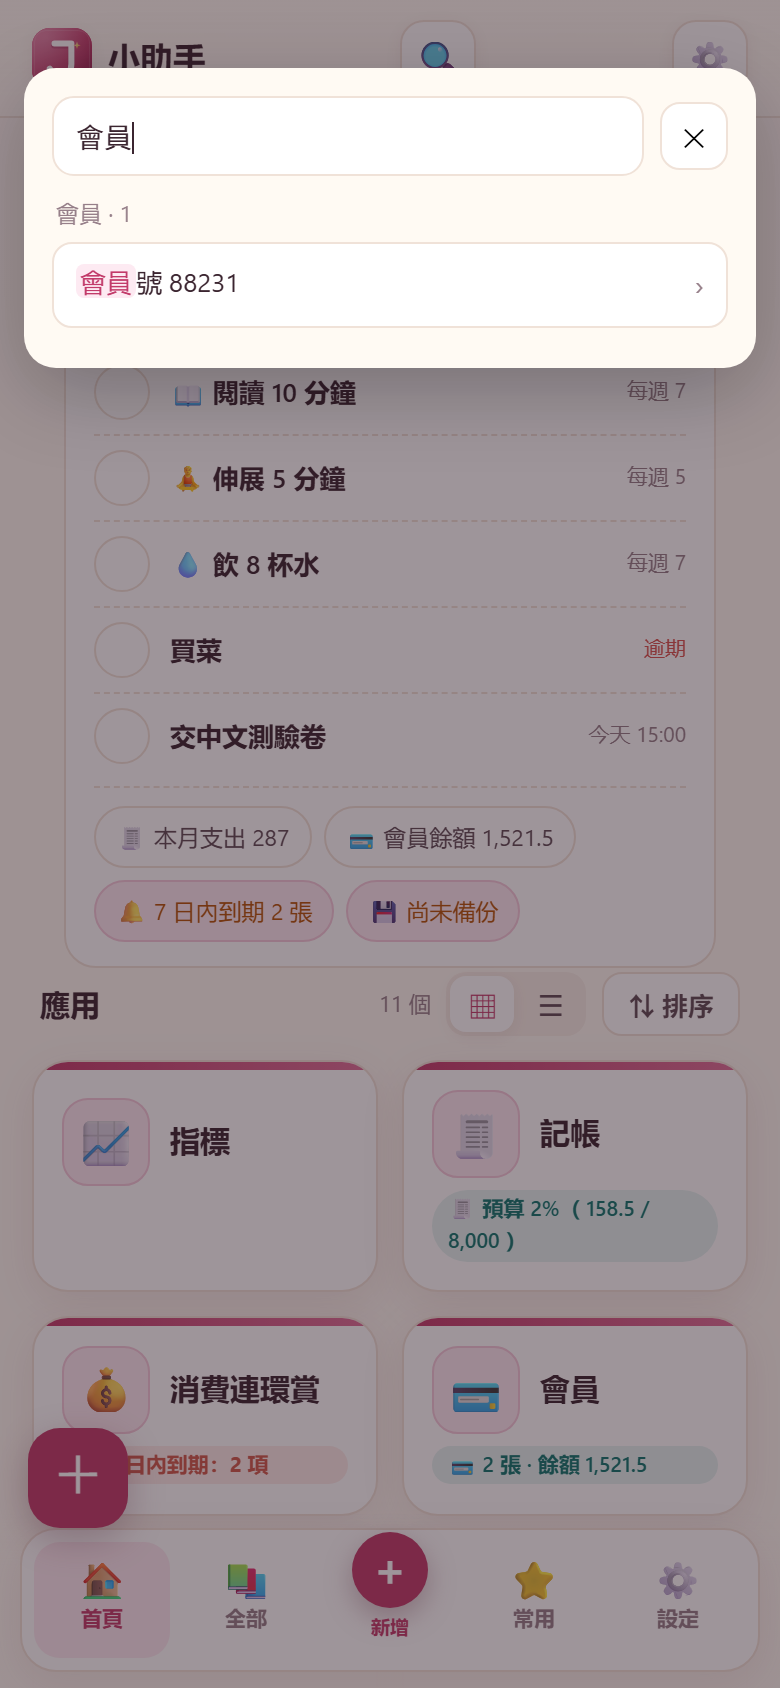 小助手
會員
會員 · 1
會員號 88231
閱讀 10 分鐘
每週 7
伸展 5 分鐘
每週 5
飲 8 杯水
每週 7
買菜
逾期
交中文測驗卷
今天 15:00
本月支出 287
會員餘額 1,521.5
7 日內到期 2 張
尚未備份
應用
11 個
排序
指標
記帳
預算 2%（158.5 /
8,000）
消費連環賞
日內到期：2 項
會員
2 張 · 餘額 1,521.5
首頁
全部
新增
常用
設定